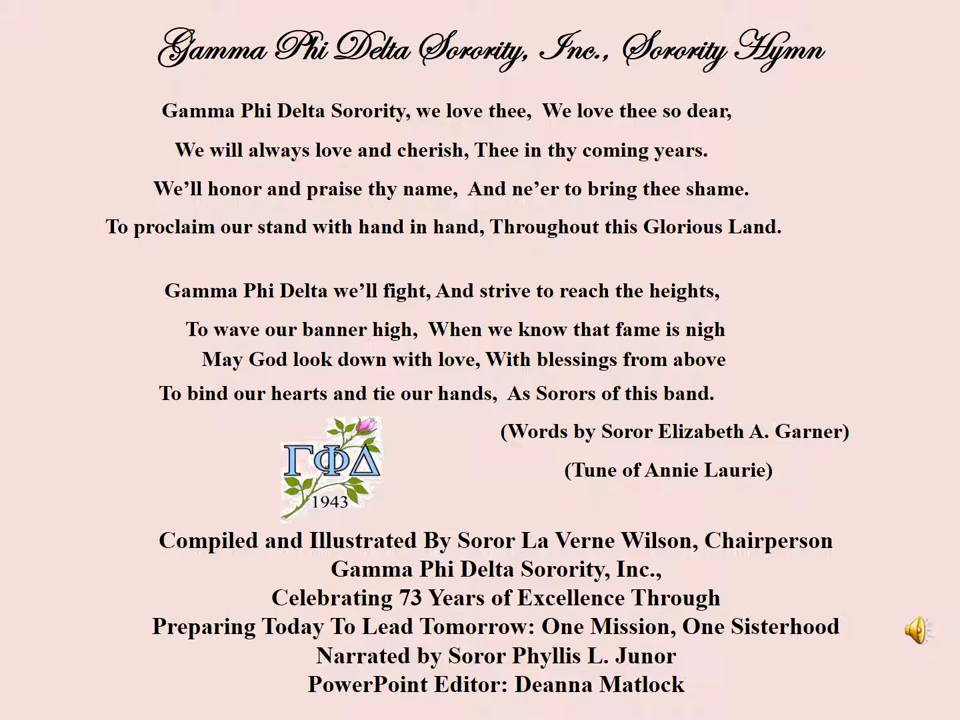 Gamma Phi Delta Sorority, Inc., Sorority Hymn
Gamma Phi Delta Sorority, we love thee,  We love thee so dear,
We will always love and cherish, Thee in thy coming years.
We’ll honor and praise thy name,  And ne’er to bring thee shame.
To proclaim our stand with hand in hand, Throughout this Glorious Land.
Gamma Phi Delta we’ll fight, And strive to reach the heights,
To wave our banner high,  When we know that fame is nigh
May God look down with love, With blessings from above
To bind our hearts and tie our hands,  As Sorors of this band.
(Words by Soror Elizabeth A. Garner)
(Tune of Annie Laurie)
ΓΦΔ
1943
Compiled and Illustrated By Soror La Verne Wilson, Chairperson
Gamma Phi Delta Sorority, Inc.,
Celebrating 73 Years of Excellence Through
Preparing Today To Lead Tomorrow: One Mission, One Sisterhood
Narrated by Soror Phyllis L. Junor
PowerPoint Editor: Deanna Matlock